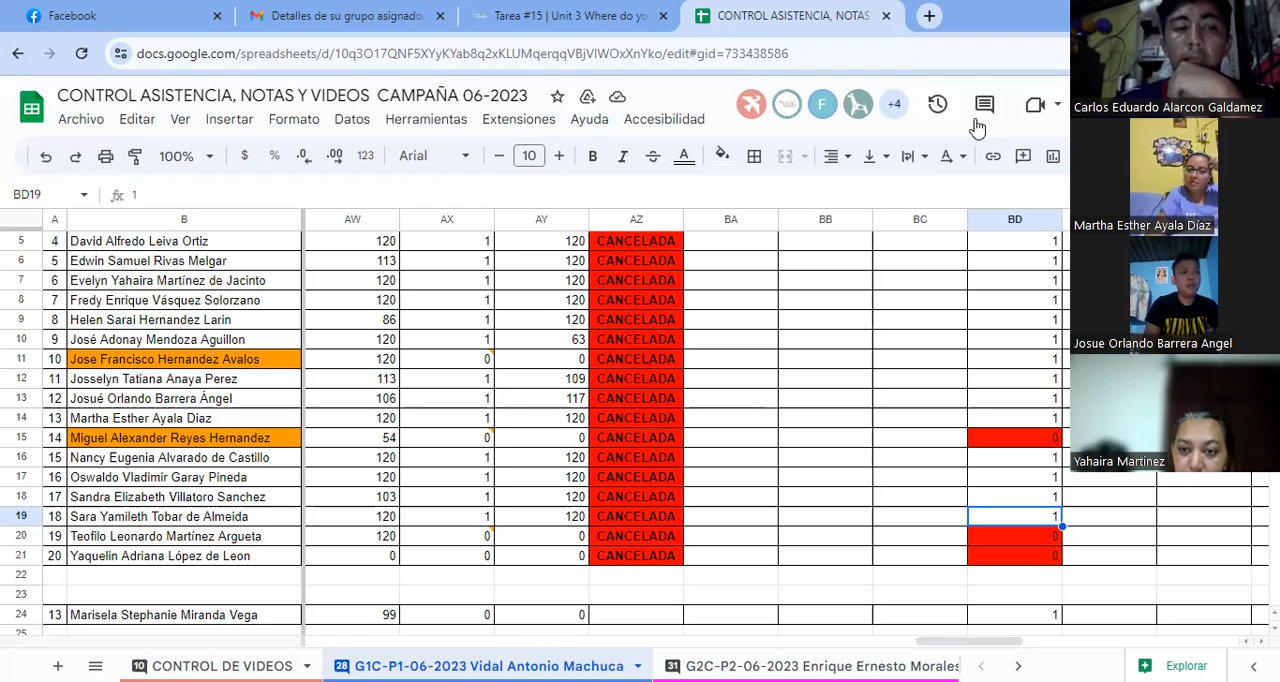 Facebook
Detalles de su grupo asignado
Tarea #15 | Unit 3 Where do yo
CONTROL ASISTENCIA, NOTAS
docs.google.com/spreadsheets/d/10q3O17QNF5XYyKYab8q2xKLUMqerqqVBjVIWOxXnYko/edit#gid=733438586
CONTROL ASISTENCIA, NOTAS Y VIDEOS CAMPAÑA 06-2023
F
+4
Archivo Editar Ver Insertar Formato Datos Herramientas Extensiones Ayuda Accesibilidad
100% $ % .0 .00 123 Arial 10 B I A
BD19 fx 1
A B AW AX AY AZ BA BB BC BD
5 4 David Alfredo Leiva Ortiz 120 1 120 CANCELADA 1
6 5 Edwin Samuel Rivas Melgar 113 1 120 CANCELADA 1
7 6 Evelyn Yahaira Martínez de Jacinto 120 1 120 CANCELADA 1
8 7 Fredy Enrique Vásquez Solorzano 120 1 120 CANCELADA 1
9 8 Helen Sarai Hernandez Larin 86 1 120 CANCELADA 1
10 9 José Adonay Mendoza Aguillon 120 1 63 CANCELADA 1
11 10 Jose Francisco Hernandez Avalos 120 0 0 CANCELADA 1
12 11 Josselyn Tatiana Anaya Perez 113 1 109 CANCELADA 1
13 12 Josué Orlando Barrera Ángel 106 1 117 CANCELADA 1
14 13 Martha Esther Ayala Diaz 120 1 120 CANCELADA 1
15 14 Miguel Alexander Reyes Hernandez 54 0 0 CANCELADA 0
16 15 Nancy Eugenia Alvarado de Castillo 120 1 120 CANCELADA 1
17 16 Oswaldo Vladimir Garay Pineda 120 1 120 CANCELADA 1
18 17 Sandra Elizabeth Villatoro Sanchez 103 1 120 CANCELADA 1
19 18 Sara Yamileth Tobar de Almeida 120 1 120 CANCELADA 1
20 19 Teofilo Leonardo Martínez Argueta 120 0 0 CANCELADA 0
21 20 Yaquelin Adriana López de Leon 0 0 0 CANCELADA 0
22
23
24 13 Marisela Stephanie Miranda Vega 99 0 0 1
25
10 CONTROL DE VIDEOS 28 G1C-P1-06-2023 Vidal Antonio Machuca 31 G2C-P2-06-2023 Enrique Ernesto Morales Explorar
Carlos Eduardo Alarcon Galdamez
Martha Esther Ayala Díaz
Josue Orlando Barrera Angel
NIRVANA
Yahaira Martinez